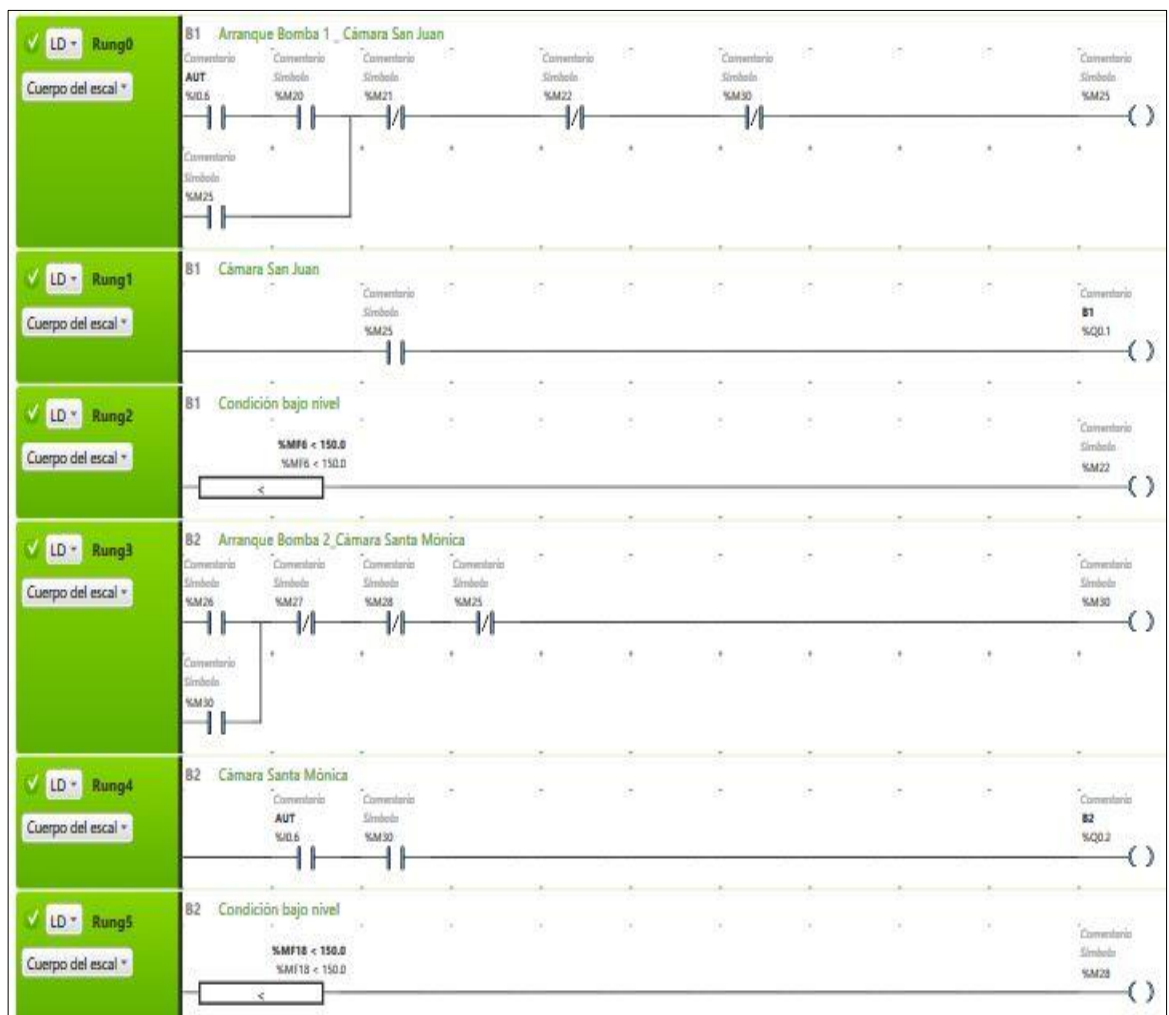 LD Rung0
Cuerpo del escal
B1 Arranque Bomba 1 _ Cámara San Juan
Comentario Comentario Comentario Comentario Comentario Comentario
AUT Símbolo Símbolo Símbolo Símbolo Símbolo
%I0.6 %M20 %M21 %M22 %M30 %M25
Comentario
Símbolo
%M25
LD Rung1
Cuerpo del escal
B1 Cámara San Juan
Comentario Comentario
Símbolo B1
%M25 %Q0.1
LD Rung2
Cuerpo del escal
B1 Condición bajo nivel
Comentario
%MF6 < 150.0 Símbolo
%MF6 < 150.0 %M22
<
LD Rung3
Cuerpo del escal
B2 Arranque Bomba 2_Cámara Santa Mónica
Comentario Comentario Comentario Comentario Comentario
Símbolo Símbolo Símbolo Símbolo Símbolo
%M26 %M27 %M28 %M25 %M30
Comentario
Símbolo
%M30
LD Rung4
Cuerpo del escal
B2 Cámara Santa Mónica
Comentario Comentario Comentario
AUT Símbolo B2
%I0.6 %M30 %Q0.2
LD Rung5
Cuerpo del escal
B2 Condición bajo nivel
Comentario
%MF18 < 150.0 Símbolo
%MF18 < 150.0 %M28
<